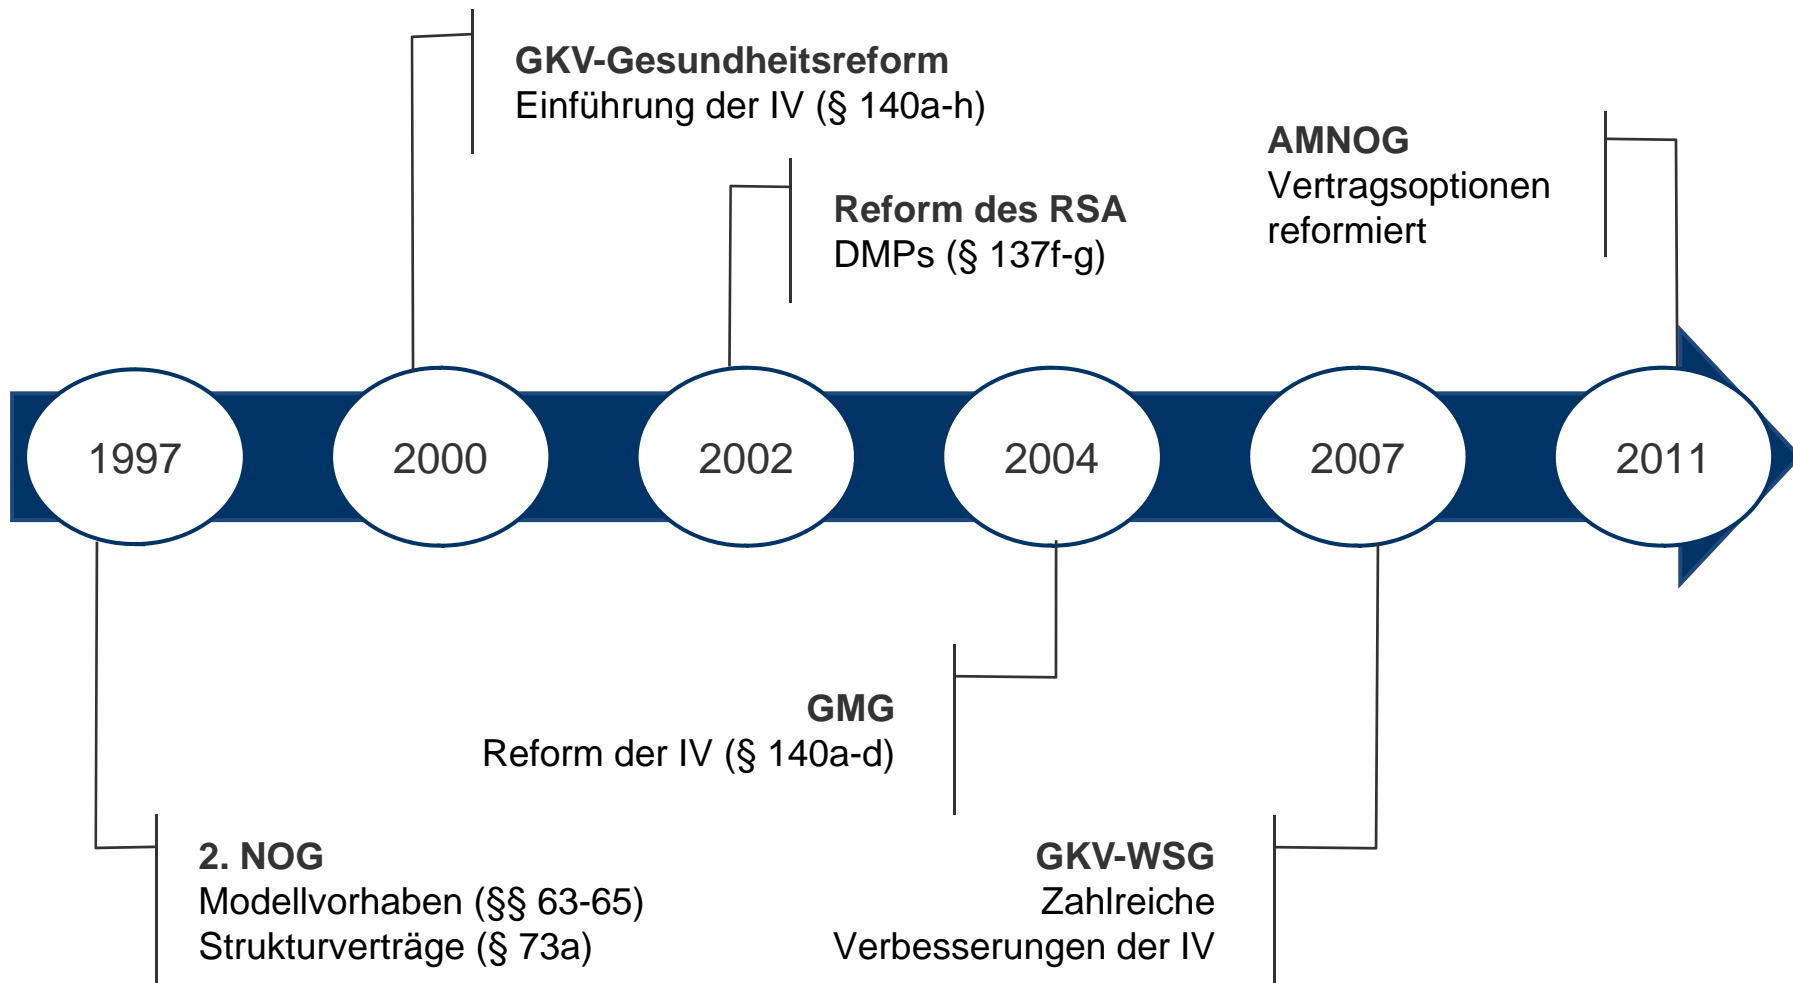 GKV-Gesundheitsreform
Einführung der IV (§ 140a-h)
AMNOG
Vertragsoptionen
reformiert
Reform des RSA
DMPs (§ 137f-g)
1997
2000
2002
2004
2007
2011
GMG
Reform der IV (§ 140a-d)
2. NOG
Modellvorhaben (§§ 63-65)
Strukturverträge (§ 73a)
GKV-WSG
Zahlreiche
Verbesserungen der IV